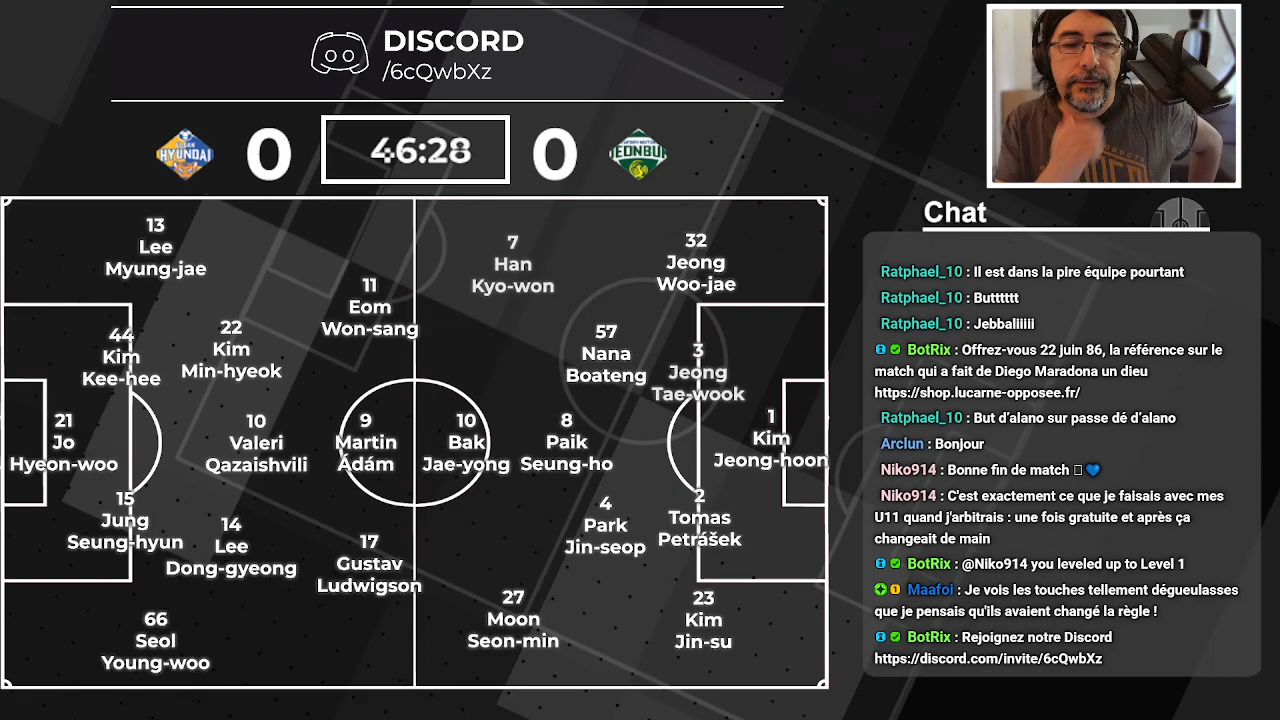 DISCORD
/6cQwbXz
HYUNDAI
0
46:28
0
13
Lee
Myung-jae
44
Kim
Kee-hee
22
Kim
Min-hyeok
11
Eom
Won-sang
21
Jo
Hyeon-woo
10
Valeri
Qazaishvili
9
Martin
Ádám
15
Jung
Seung-hyun
14
Lee
Dong-gyeong
17
Gustav
Ludwigson
66
Seol
Young-woo
7
Han
Kyo-won
32
Jeong
Woo-jae
57
Nana
Boateng
3
Jeong
Tae-wook
10
Bak
Jae-yong
8
Paik
Seung-ho
1
Kim
Jeong-hoon
4
Park
Jin-seop
2
Tomas
Petrášek
27
Moon
Seon-min
23
Kim
Jin-su
Chat
Ratphael_10 : Il est dans la pire équipe pourtant
Ratphael_10 : Butttttt
Ratphael_10 : Jebbaliiiii
BotRix : Offrez-vous 22 juin 86, la référence sur le
match qui a fait de Diego Maradona un dieu
https://shop.lucarne-opposee.fr/
Ratphael_10 : But d’alano sur passe dé d’alano
Arclun : Bonjour
Niko914 : Bonne fin de match 💙
Niko914 : C'est exactement ce que je faisais avec mes
U11 quand j'arbitrais : une fois gratuite et après ça
changeait de main
BotRix : @Niko914 you leveled up to Level 1
Maafoi : Je vois les touches tellement dégueulasses
que je pensais qu'ils avaient changé la règle !
BotRix : Rejoignez notre Discord
https://discord.com/invite/6cQwbXz